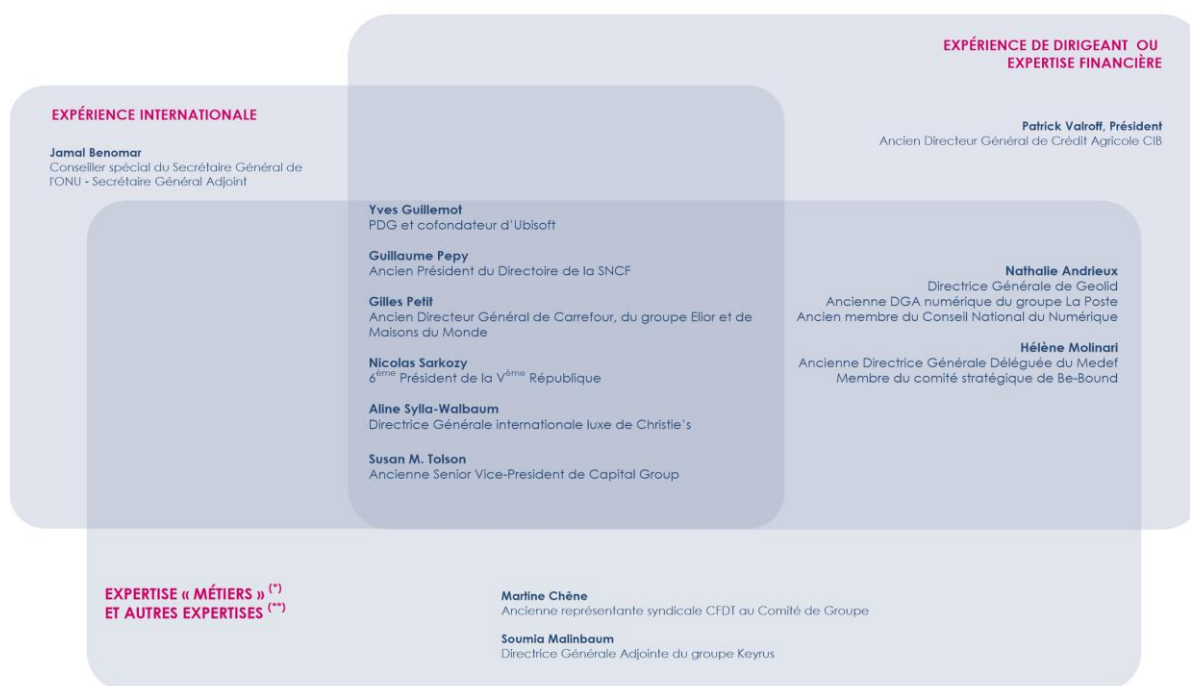 EXPÉRIENCE DE DIRIGEANT OU
EXPERTISE FINANCIÈRE
EXPÉRIENCE INTERNATIONALE
Patrick Valroff, Président
Ancien Directeur Général de Crédit Agricole CIB
Jamal Benomar
Conseiller spécial du Secrétaire Général de
l'ONU - Secrétaire Général Adjoint
Yves Guillemot
PDG et cofondateur d'Ubisoft
Guillaume Pepy
Ancien Président du Directoire de la SNCF
Gilles Petit
Ancien Directeur Général de Carrefour, du groupe Elior et de
Maisons du Monde
Nicolas Sarkozy
6ème Président de la Vème République
Aline Sylla-Walbaum
Directrice Générale internationale luxe de Christie's
Susan M. Tolson
Ancienne Senior Vice-President de Capital Group
Nathalie Andrieux
Directrice Générale de Geolid
Ancienne DGA numérique du groupe La Poste
Ancien membre du Conseil National du Numérique
Hélène Molinari
Ancienne Directrice Générale Déléguée du Medef
Membre du comité stratégique de Be-Bound
EXPERTISE « MÉTIERS » (*)
ET AUTRES EXPERTISES (**)
Martine Chêne
Ancienne représentante syndicale CFDT au Comité de Groupe
Soumia Malinbaum
Directrice Générale Adjointe du groupe Keyrus